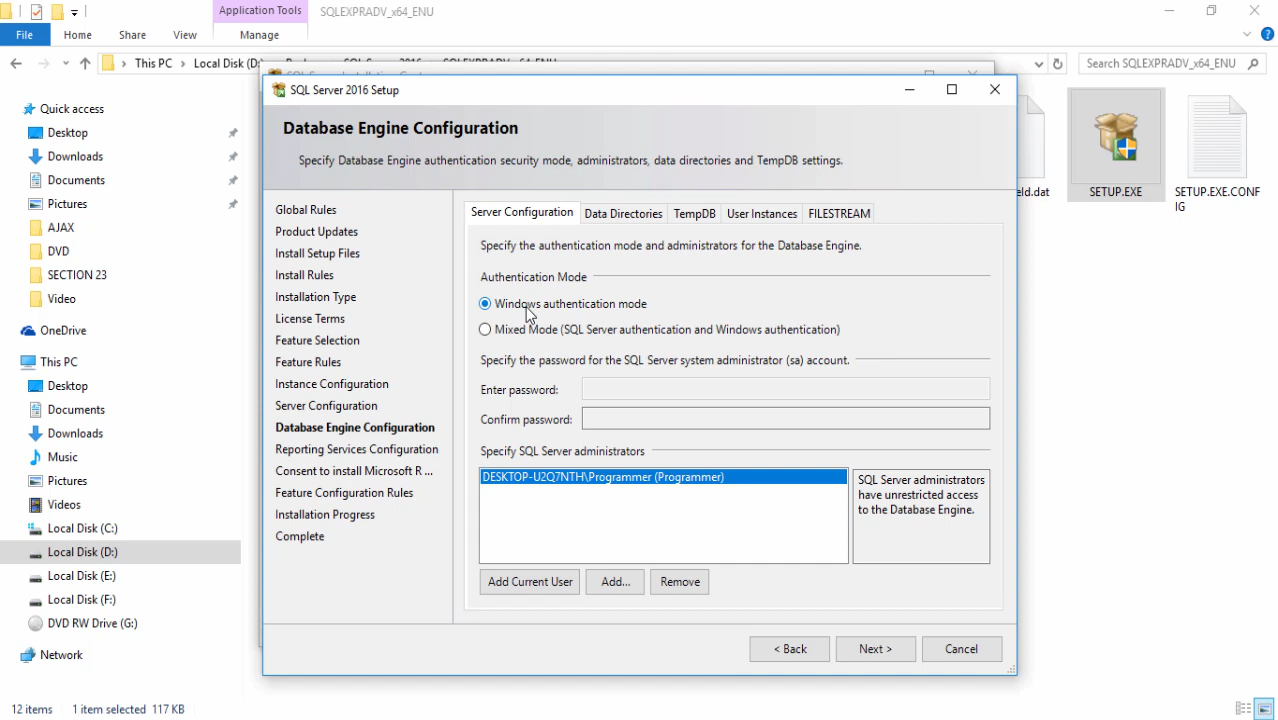 Application Tools
SQLEXPRADV_x64_ENU
File
Home
Share
View
Manage
This PC
Local Disk (D:)
Search SQLEXPRADV_x64_ENU
Quick access
Desktop
Downloads
Documents
Pictures
AJAX
DVD
SECTION 23
Video
OneDrive
This PC
Desktop
Documents
Downloads
Music
Pictures
Videos
Local Disk (C:)
Local Disk (D:)
Local Disk (E:)
Local Disk (F:)
DVD RW Drive (G:)
Network
12 items
1 item selected 117 KB
ld.dat
SETUP.EXE
SETUP.EXE.CONF
IG
SQL Server 2016 Setup
Database Engine Configuration
Specify Database Engine authentication security mode, administrators, data directories and TempDB settings.
Global Rules
Product Updates
Install Setup Files
Install Rules
Installation Type
License Terms
Feature Selection
Feature Rules
Instance Configuration
Server Configuration
Database Engine Configuration
Reporting Services Configuration
Consent to install Microsoft R ...
Feature Configuration Rules
Installation Progress
Complete
Server Configuration
Data Directories
TempDB
User Instances
FILESTREAM
Specify the authentication mode and administrators for the Database Engine.
Authentication Mode
Windows authentication mode
Mixed Mode (SQL Server authentication and Windows authentication)
Specify the password for the SQL Server system administrator (sa) account.
Enter password:
Confirm password:
Specify SQL Server administrators
DESKTOP-U2Q7NTH\Programmer (Programmer)
SQL Server administrators
have unrestricted access
to the Database Engine.
Add Current User
Add...
Remove
< Back
Next >
Cancel